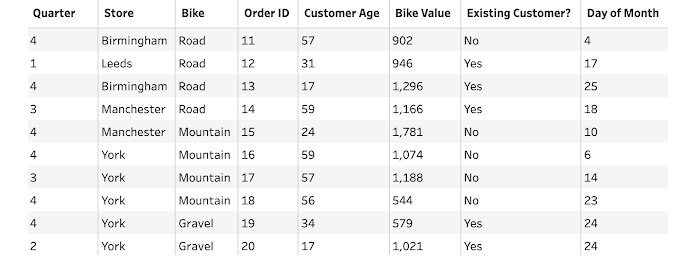 Quarter Store Bike Order ID Customer Age Bike Value Existing Customer? Day of Month
4 Birmingham Road 11 57 902 No 4
1 Leeds Road 12 31 946 Yes 17
4 Birmingham Road 13 17 1,296 Yes 25
3 Manchester Road 14 59 1,166 Yes 18
4 Manchester Mountain 15 24 1,781 No 10
4 York Mountain 16 59 1,074 No 6
3 York Mountain 17 57 1,188 No 14
4 York Mountain 18 56 544 No 23
4 York Gravel 19 34 579 Yes 24
2 York Gravel 20 17 1,021 Yes 24